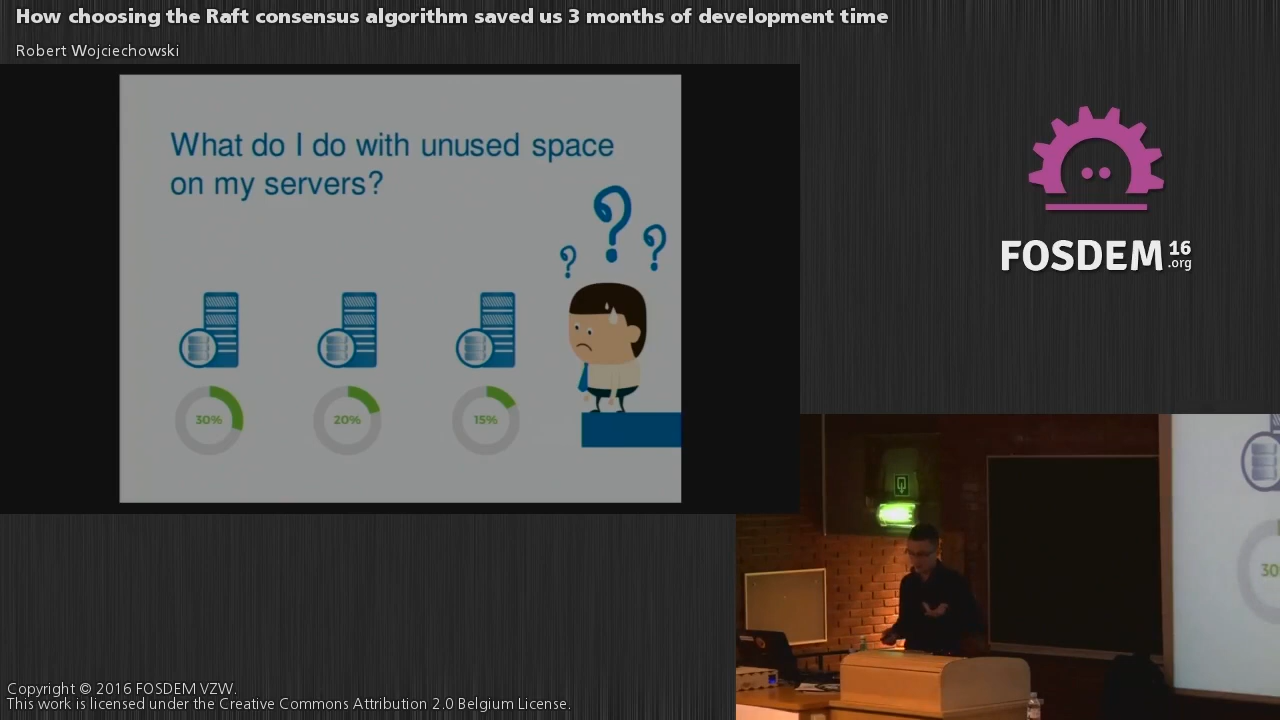 How choosing the Raft consensus algorithm saved us 3 months of development time
Robert Wojciechowski
What do I do with unused space
on my servers?
30%
20%
15%
FOSDEM 16
.org
30
Copyright © 2016 FOSDEM VZW.
This work is licensed under the Creative Commons Attribution 2.0 Belgium License.